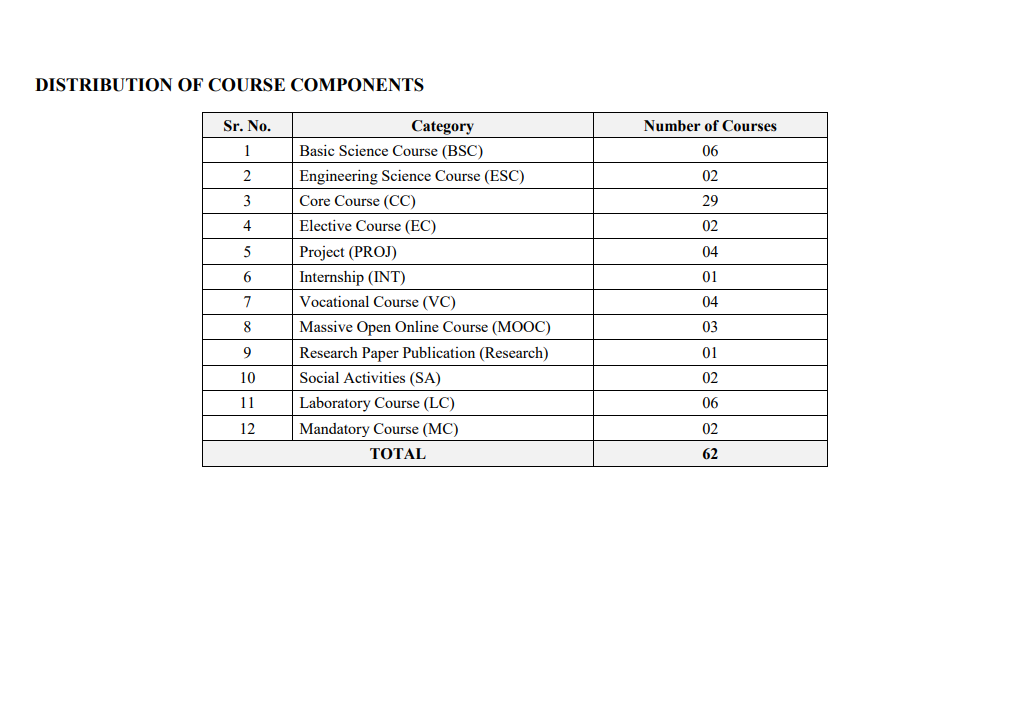 DISTRIBUTION OF COURSE COMPONENTS
Sr. No. Category Number of Courses
1 Basic Science Course (BSC) 06
2 Engineering Science Course (ESC) 02
3 Core Course (CC) 29
4 Elective Course (EC) 02
5 Project (PROJ) 04
6 Internship (INT) 01
7 Vocational Course (VC) 04
8 Massive Open Online Course (MOOC) 03
9 Research Paper Publication (Research) 01
10 Social Activities (SA) 02
11 Laboratory Course (LC) 06
12 Mandatory Course (MC) 02
TOTAL 62